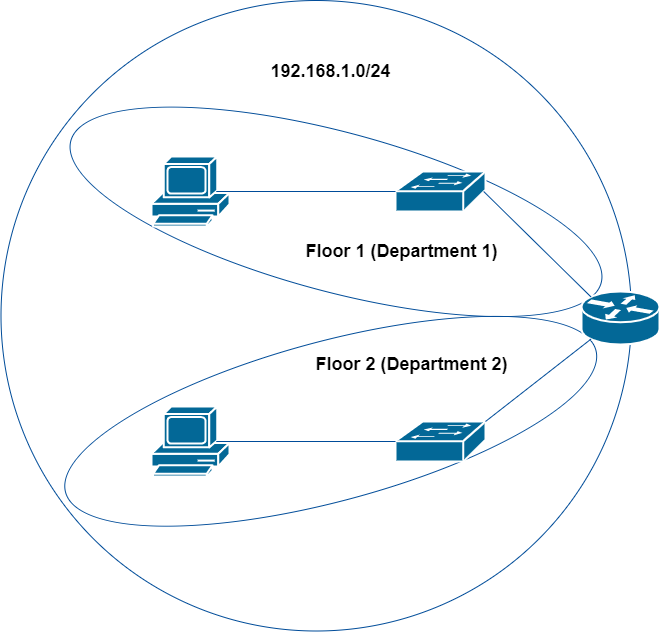 192.168.1.0/24
Floor 1 (Department 1)
Floor 2 (Department 2)